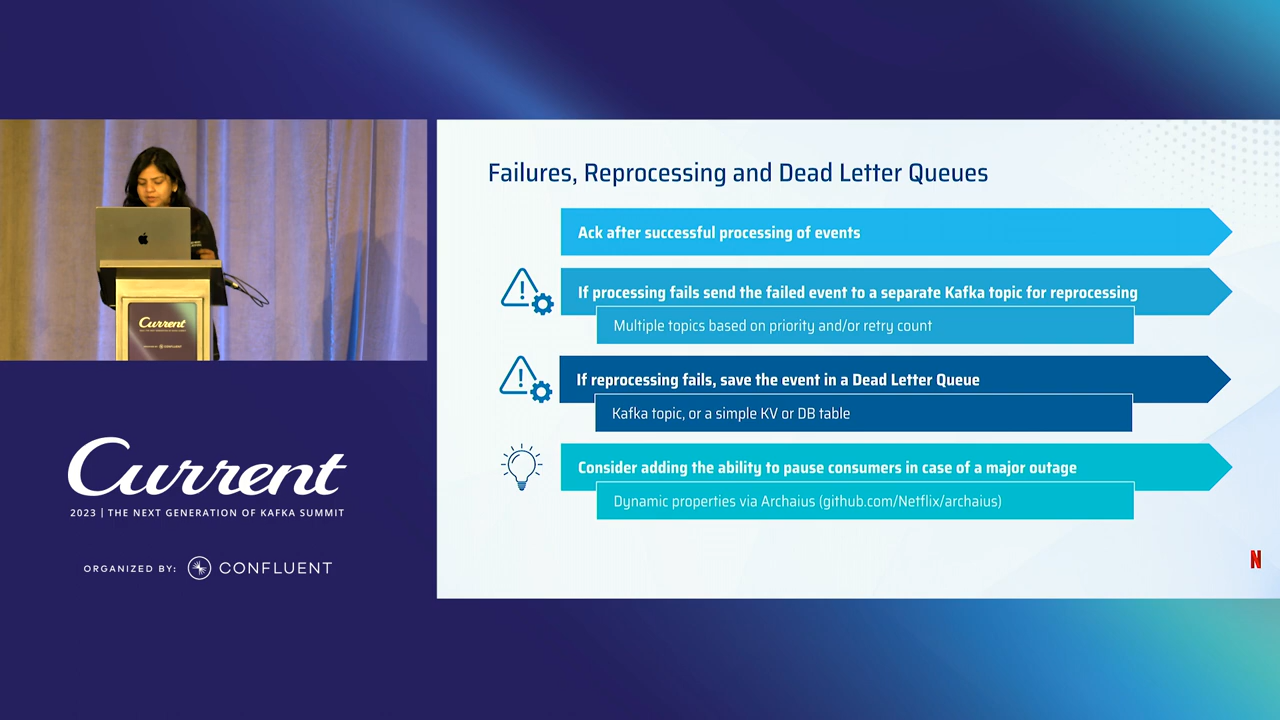 Failures, Reprocessing and Dead Letter Queues
Ack after successful processing of events
If processing fails send the failed event to a separate Kafka topic for reprocessing
Multiple topics based on priority and/or retry count
If reprocessing fails, save the event in a Dead Letter Queue
Kafka topic, or a simple KV or DB table
Consider adding the ability to pause consumers in case of a major outage
Dynamic properties via Archaius (github.com/Netflix/archaius)
N
Current
Current
2023 | THE NEXT GENERATION OF KAFKA SUMMIT
ORGANIZED BY: CONFLUENT